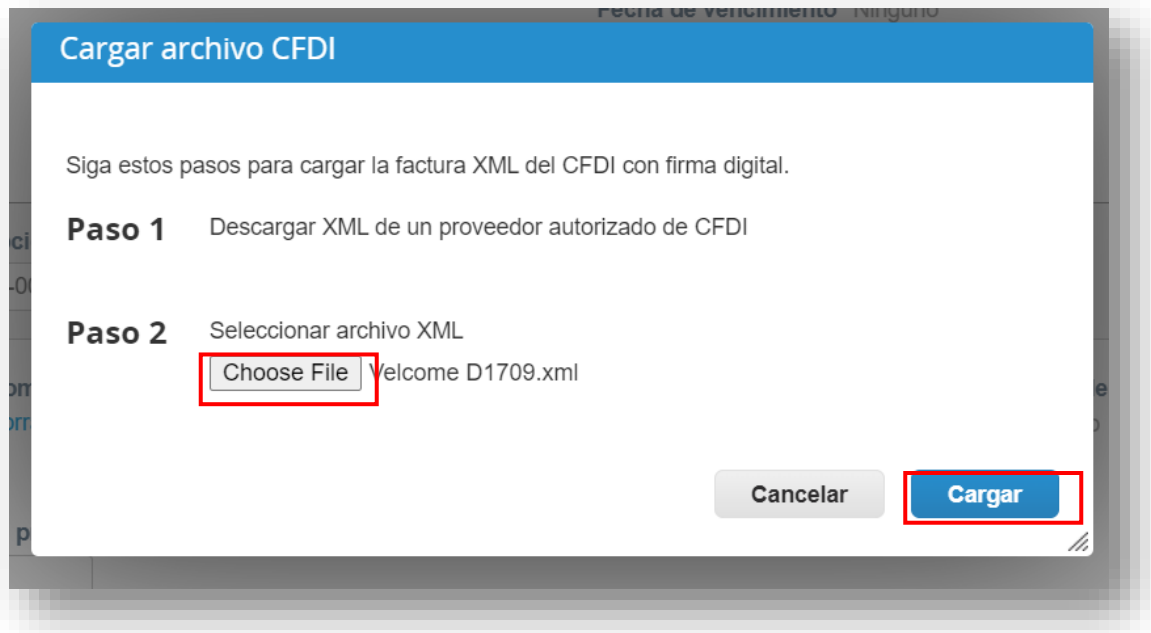 Fecha de vencimiento Ninguno
Cargar archivo CFDI
Siga estos pasos para cargar la factura XML del CFDI con firma digital.
Paso 1 Descargar XML de un proveedor autorizado de CFDI
Paso 2 Seleccionar archivo XML
Choose File Velcome D1709.xml
Cancelar Cargar